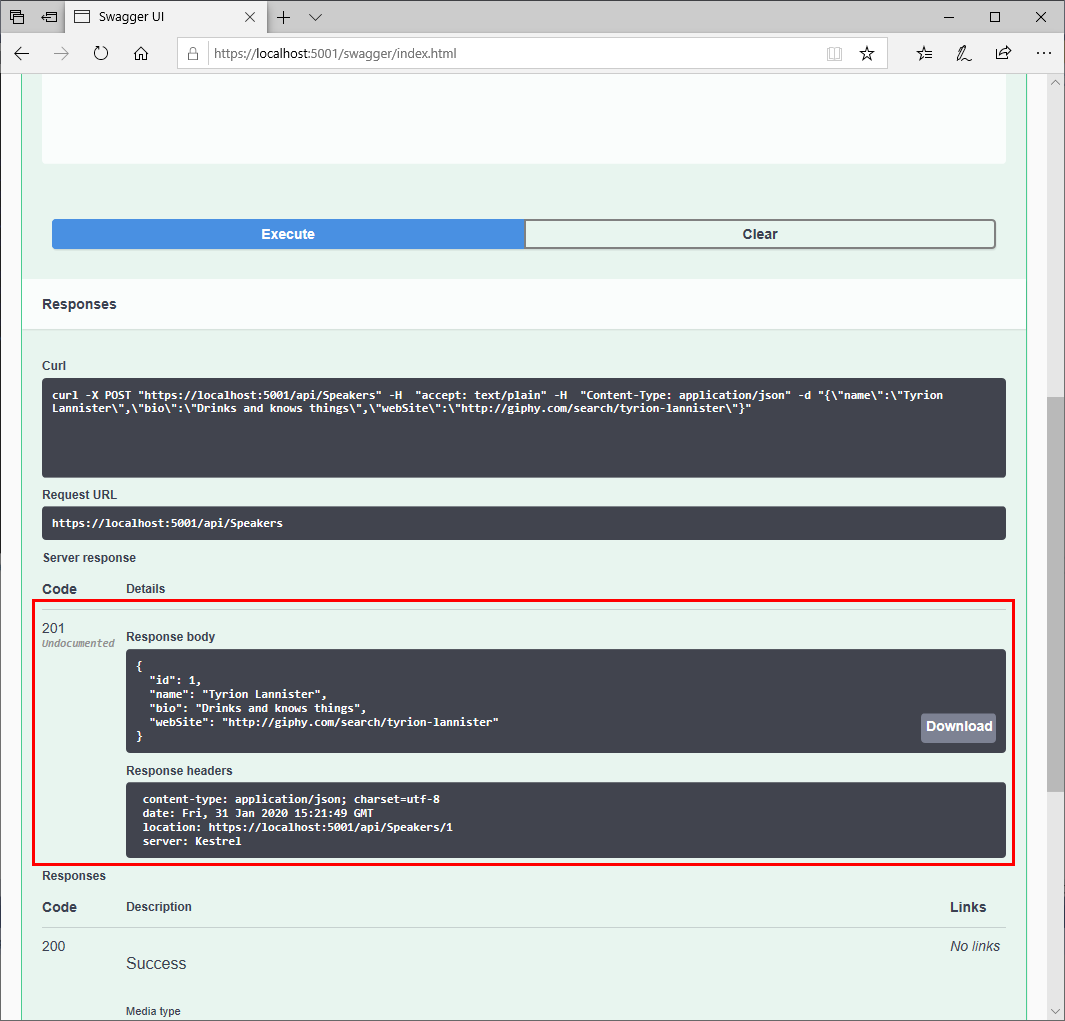 Swagger UI
https://localhost:5001/swagger/index.html
Execute
Clear
Responses
Curl
curl -X POST "https://localhost:5001/api/Speakers" -H  "accept: text/plain" -H  "Content-Type: application/json" -d "{\"name\":\"Tyrion
Lannister\",\"bio\":\"Drinks and knows things\",\"webSite\":\"http://giphy.com/search/tyrion-lannister\"}"
Request URL
https://localhost:5001/api/Speakers
Server response
Code Details
201
Undocumented
Response body
{
  "id": 1,
  "name": "Tyrion Lannister",
  "bio": "Drinks and knows things",
  "webSite": "http://giphy.com/search/tyrion-lannister"
}
Download
Response headers
content-type: application/json; charset=utf-8
date: Fri, 31 Jan 2020 15:21:49 GMT
location: https://localhost:5001/api/Speakers/1
server: Kestrel
Responses
Code Description Links
200 No links
Success
Media type